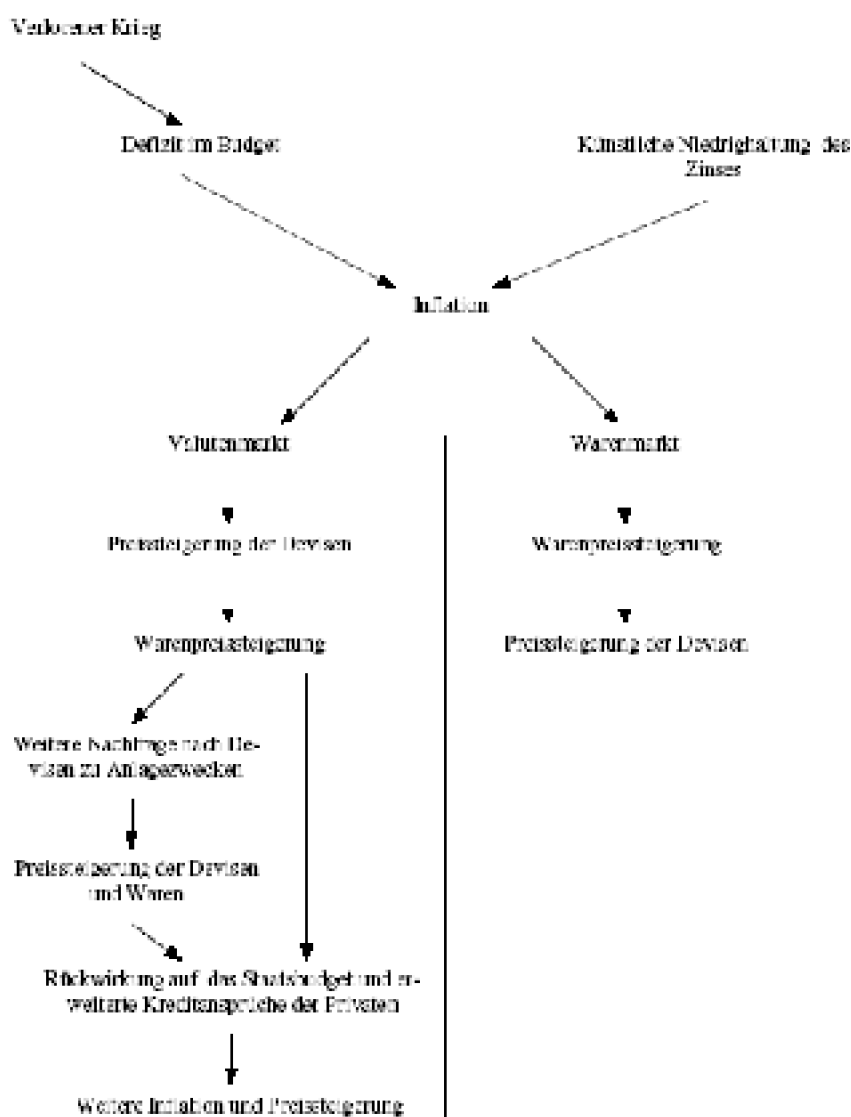 Verlorener Krieg
Defizit im Budget
Künstliche Niedrighaltung des
Zinses
Inflation
Valutenmarkt
Warenmarkt
Preissteigerung der Devisen
Warenpreissteigerung
Warenpreissteigerung
Preissteigerung der Devisen
Weitere Nachfrage nach De-
visen zu Anlagezwecken
Preissteigerung der Devisen
und Waren
Rückwirkung auf das Staatsbudget und er-
weiterte Kreditansprüche der Privaten
Weitere Inflation und Preissteigerung